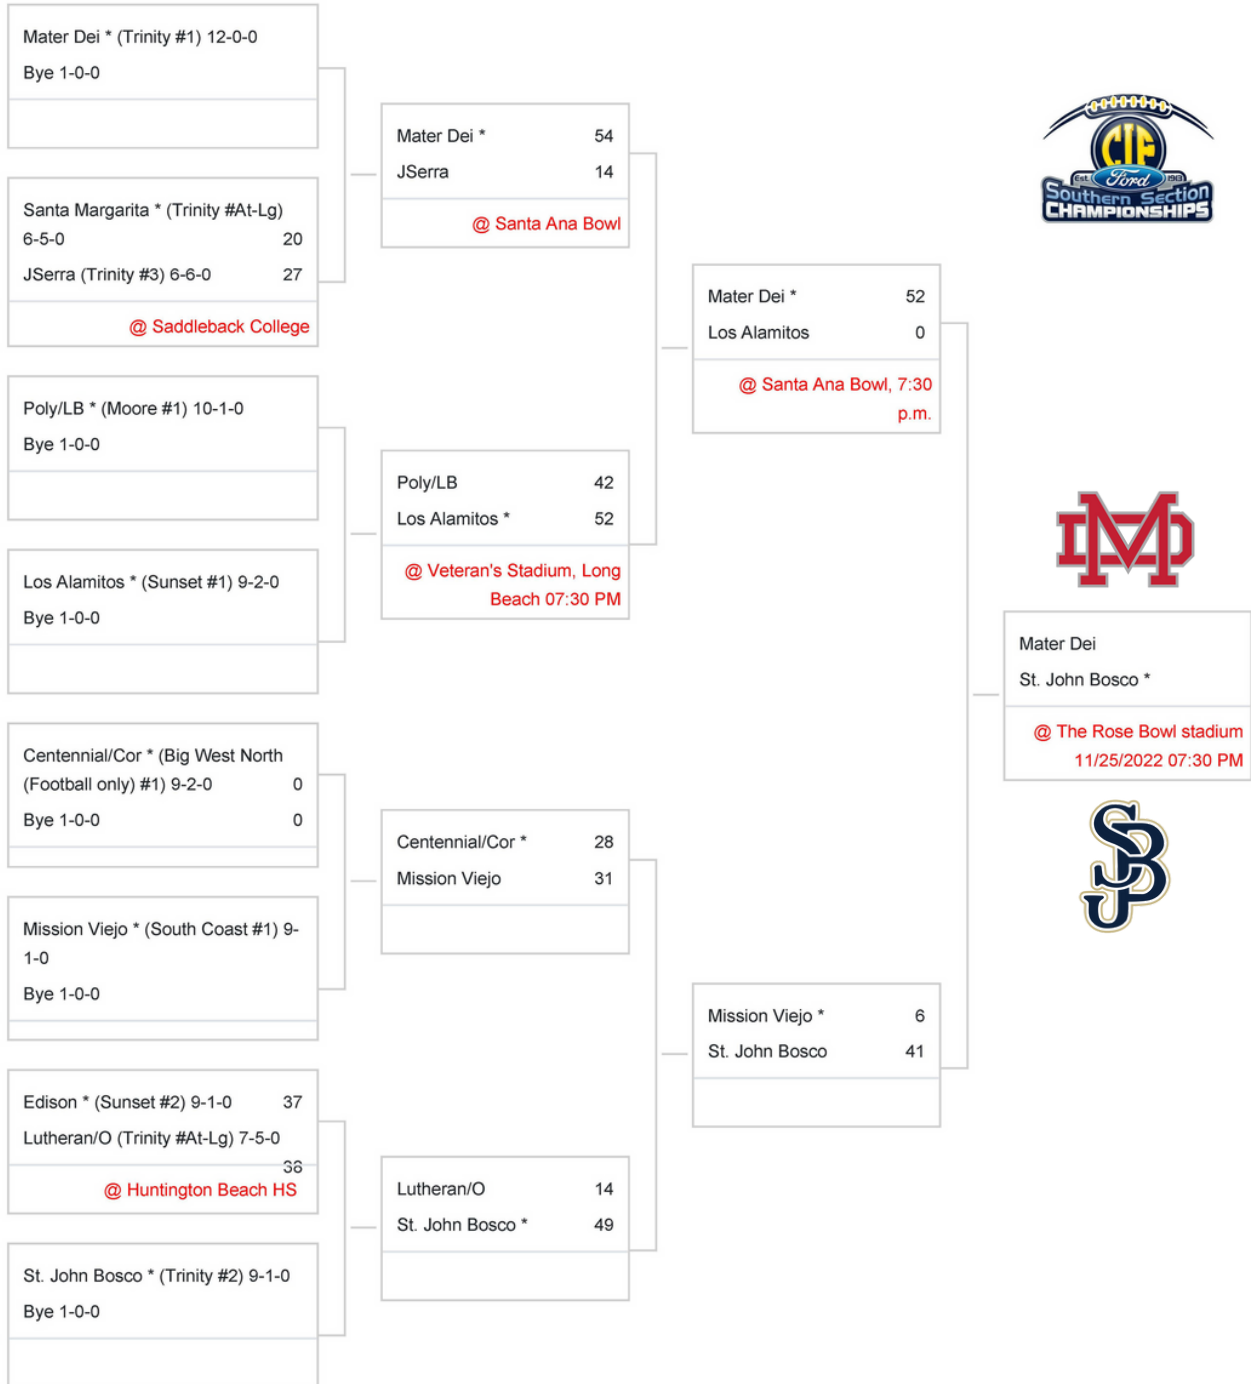 Mater Dei * (Trinity #1) 12-0-0
Bye 1-0-0
Santa Margarita * (Trinity #At-Lg)
6-5-0 20
JSerra (Trinity #3) 6-6-0 27
@ Saddleback College
Poly/LB * (Moore #1) 10-1-0
Bye 1-0-0
Los Alamitos * (Sunset #1) 9-2-0
Bye 1-0-0
Centennial/Cor * (Big West North
(Football only) #1) 9-2-0 0
Bye 1-0-0 0
Mission Viejo * (South Coast #1) 9-
1-0
Bye 1-0-0
Edison * (Sunset #2) 9-1-0 37
Lutheran/O (Trinity #At-Lg) 7-5-0
38
@ Huntington Beach HS
St. John Bosco * (Trinity #2) 9-1-0
Bye 1-0-0
Mater Dei * 54
JSerra 14
@ Santa Ana Bowl
Poly/LB 42
Los Alamitos * 52
@ Veteran's Stadium, Long
Beach 07:30 PM
Centennial/Cor * 28
Mission Viejo 31
Lutheran/O 14
St. John Bosco * 49
Mater Dei * 52
Los Alamitos 0
@ Santa Ana Bowl, 7:30
p.m.
Mission Viejo * 6
St. John Bosco 41
CIF
Est. Ford 1913
Southern Section
CHAMPIONSHIPS
MD
Mater Dei
St. John Bosco *
@ The Rose Bowl stadium
11/25/2022 07:30 PM
SJB